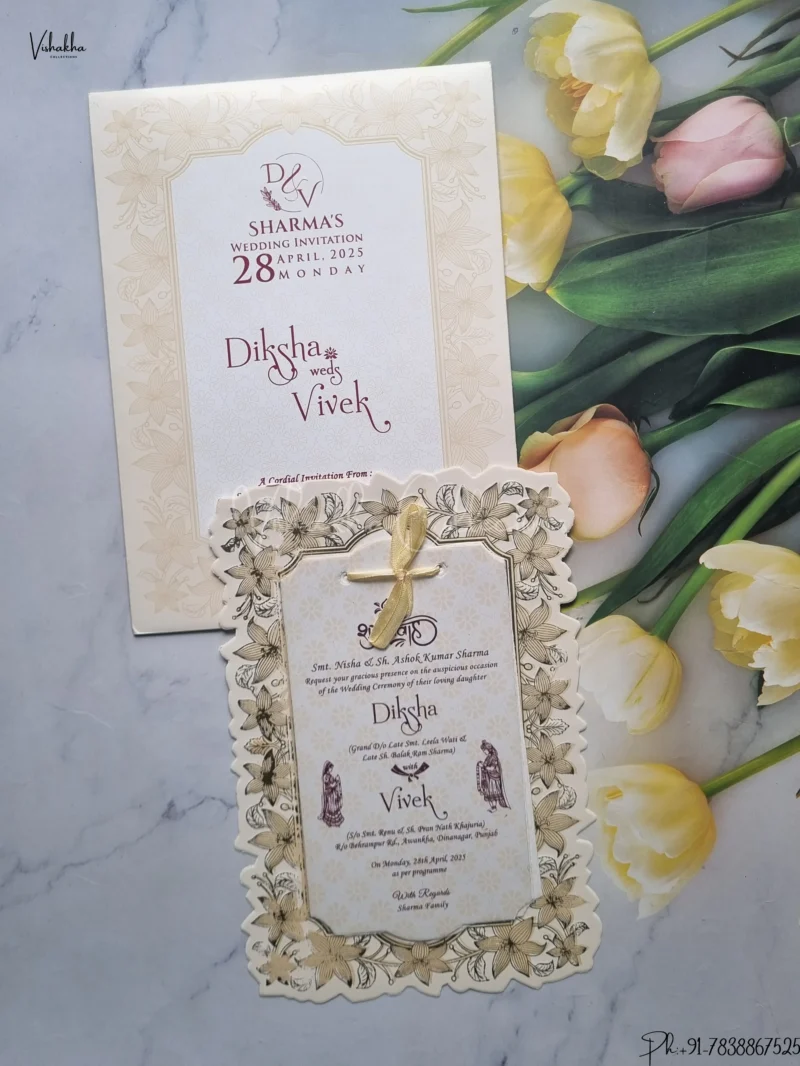 Vishakha
COLLECTIONS
D & V
SHARMA'S
WEDDING INVITATION
28 APRIL, 2025
MONDAY
Diksha
weds
Vivek
A Cordial Invitation From :
Smt. Nisha & Sh. Ashok Kumar Sharma
Request your gracious presence on the auspicious occasion
of the Wedding Ceremony of their loving daughter
Diksha
(Grand D/o Late Smt. Leela Wati &
Late Sh. Balak Ram Sharma)
with
Vivek
(S/o Smt. Renu & Sh. Pran Nath Khajuria)
R/o Behrampur Rd., Awankha, Dinanagar, Punjab
On Monday, 28th April, 2025
as per programme
With Regards
Sharma Family
Ph:+91-7838867525